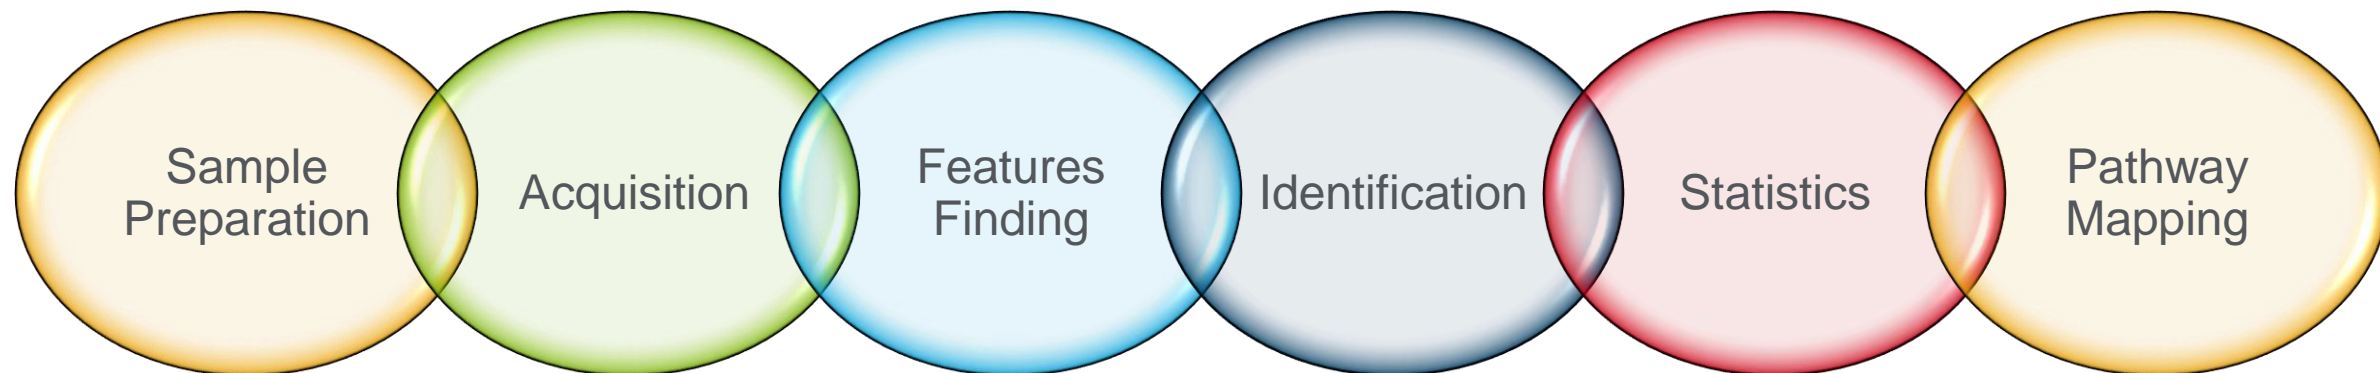 Sample
Preparation
Acquisition
Features
Finding
Identification
Statistics
Pathway
Mapping